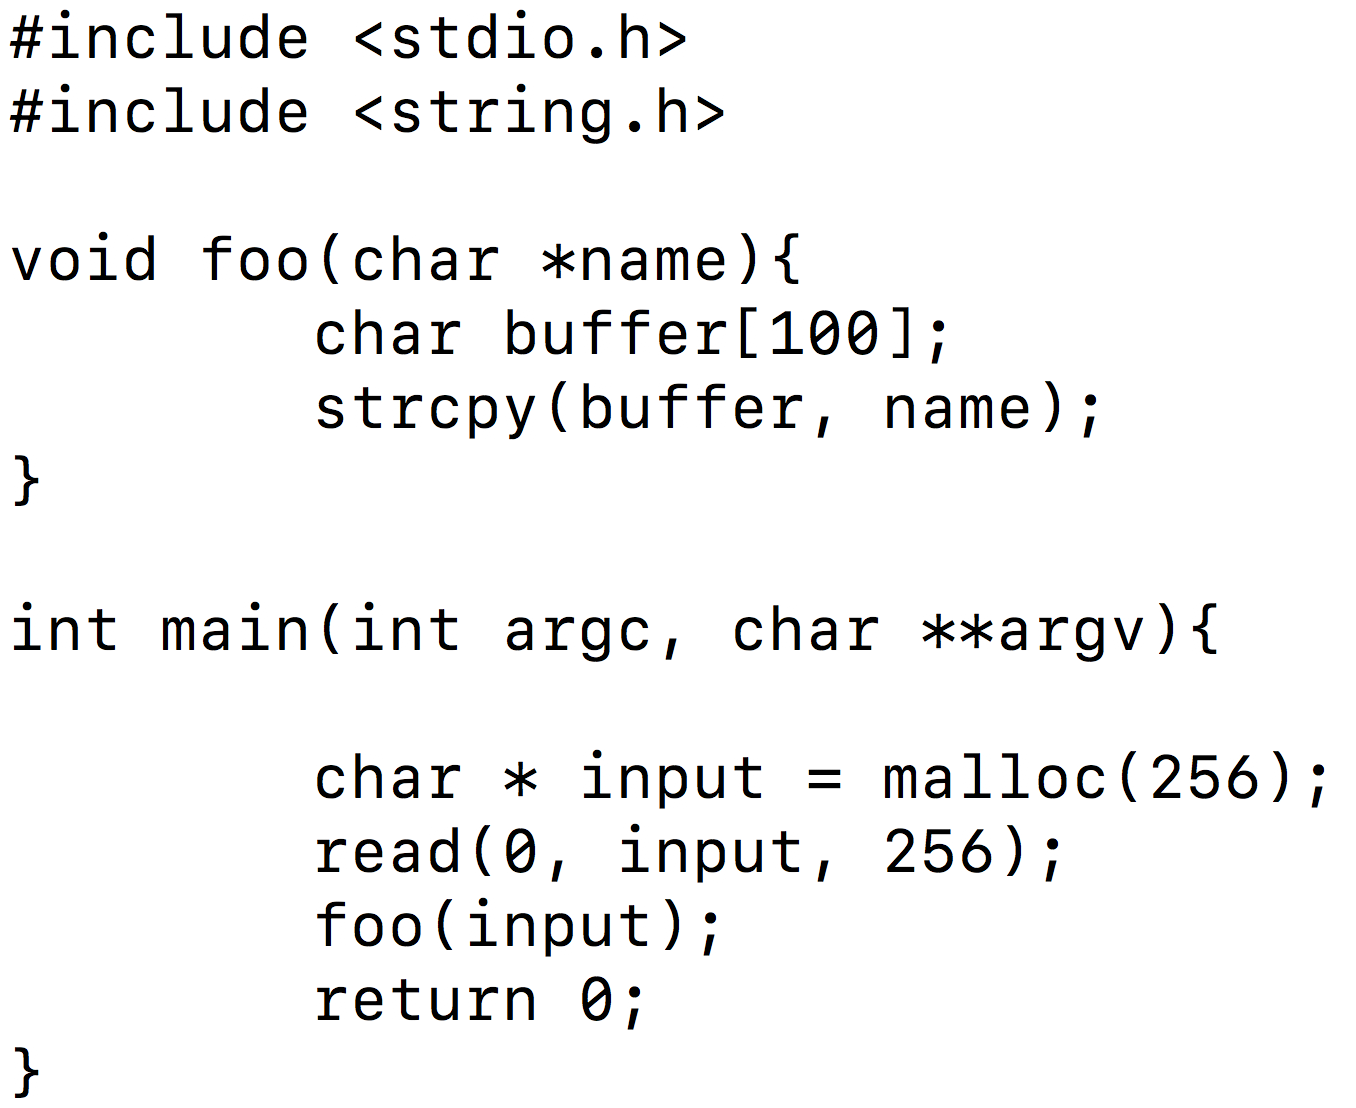 #include <stdio.h>
#include <string.h>

void foo(char *name){
        char buffer[100];
        strcpy(buffer, name);
}

int main(int argc, char **argv){

        char * input = malloc(256);
        read(0, input, 256);
        foo(input);
        return 0;
}